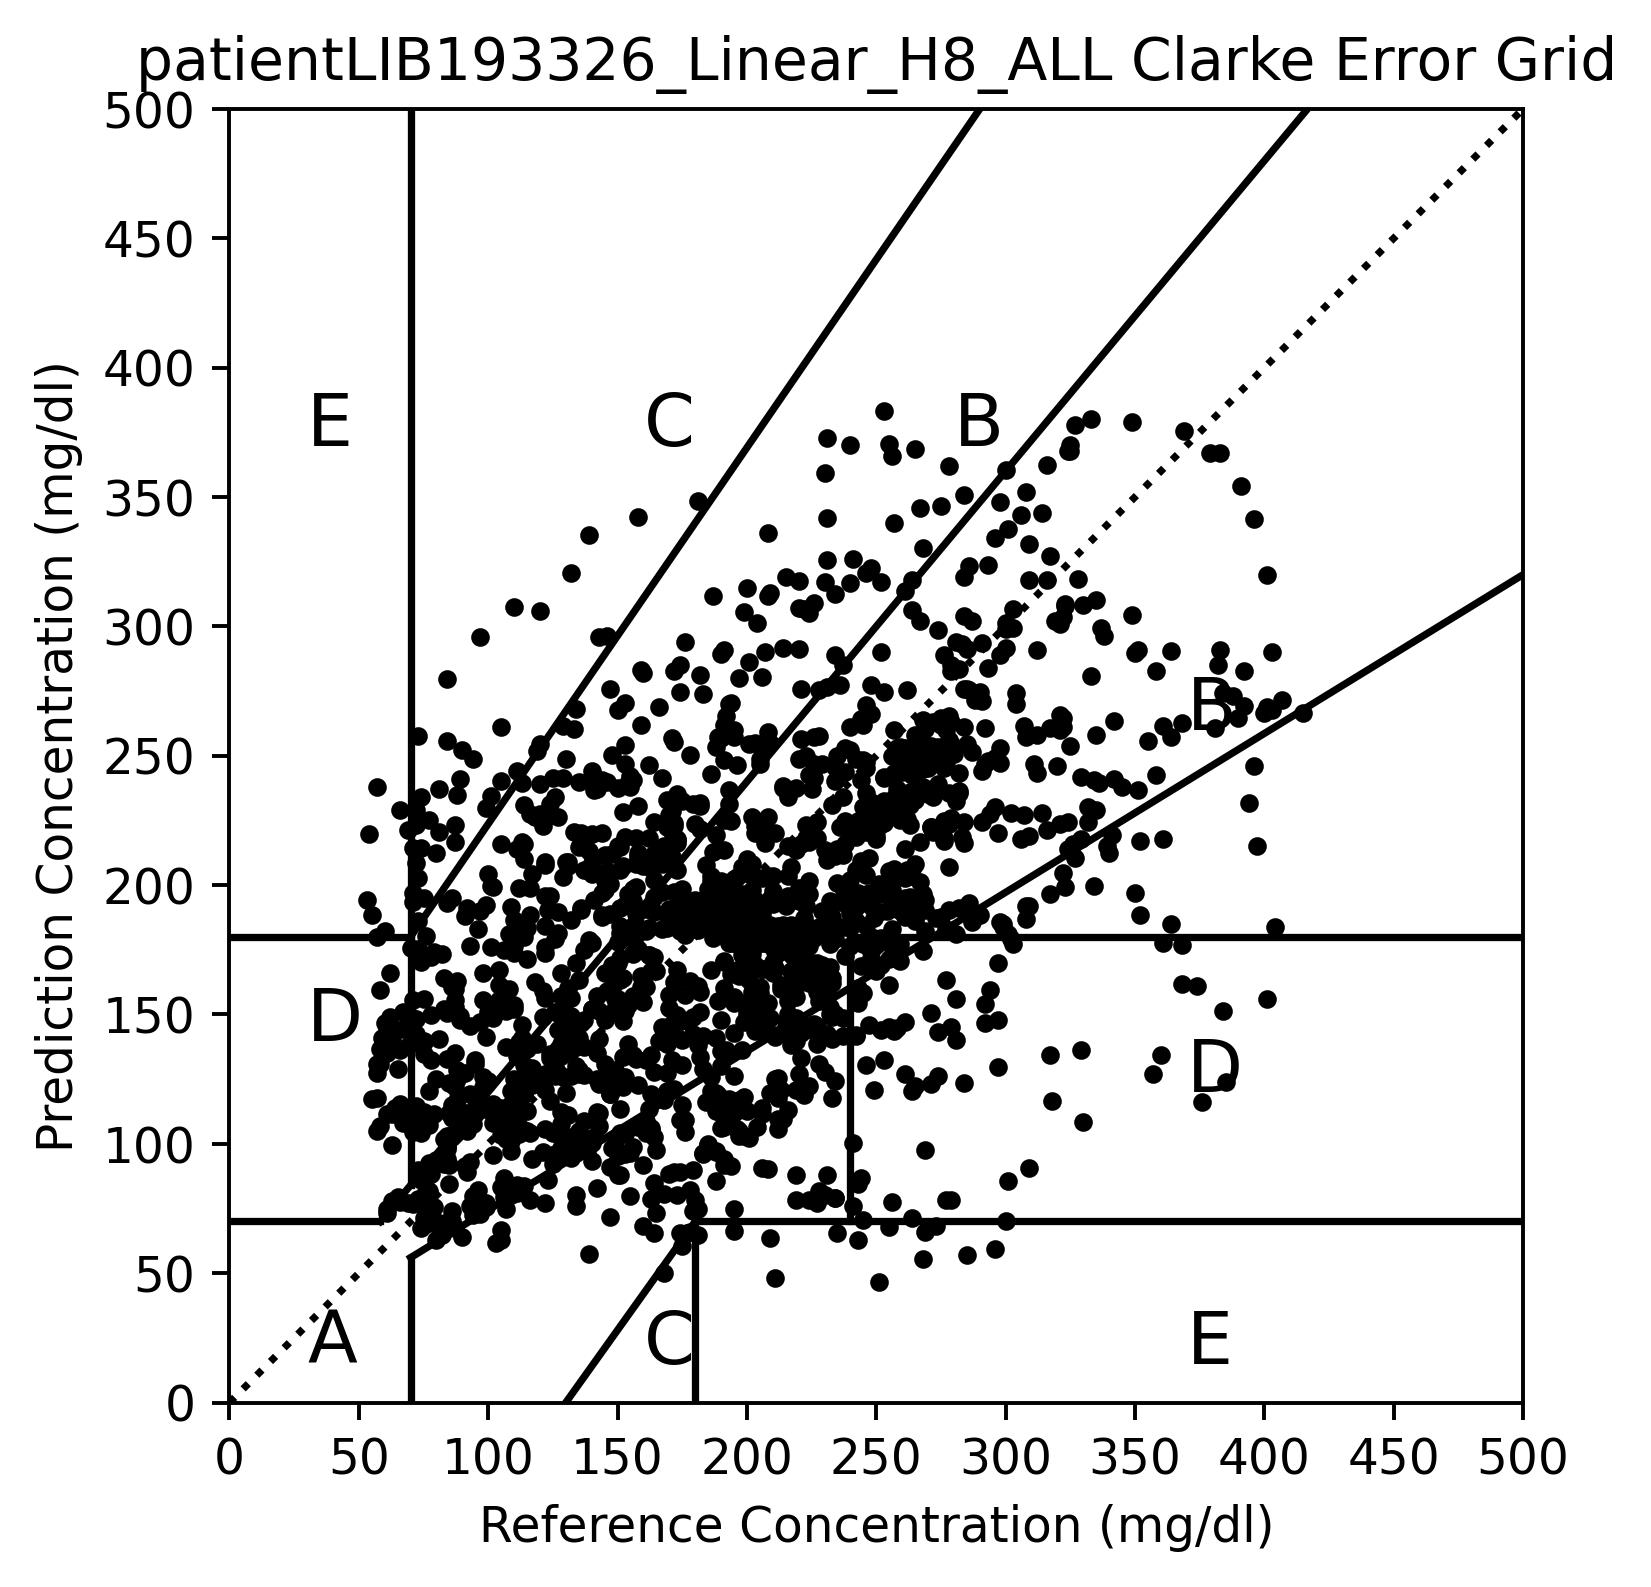 patientLIB193326_Linear_H8_ALL Clarke Error Grid
500
450
400
350
300
250
200
150
100
50
0
Prediction Concentration (mg/dl)
E
C
B
B
D
D
A
C
E
0 50 100 150 200 250 300 350 400 450 500
Reference Concentration (mg/dl)